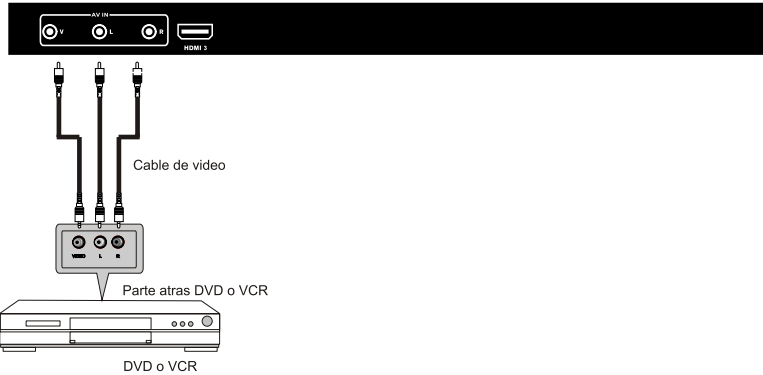 AV IN
V L R
HDMI 3
Cable de video
VIDEO L R
Parte atras DVD o VCR
DVD o VCR